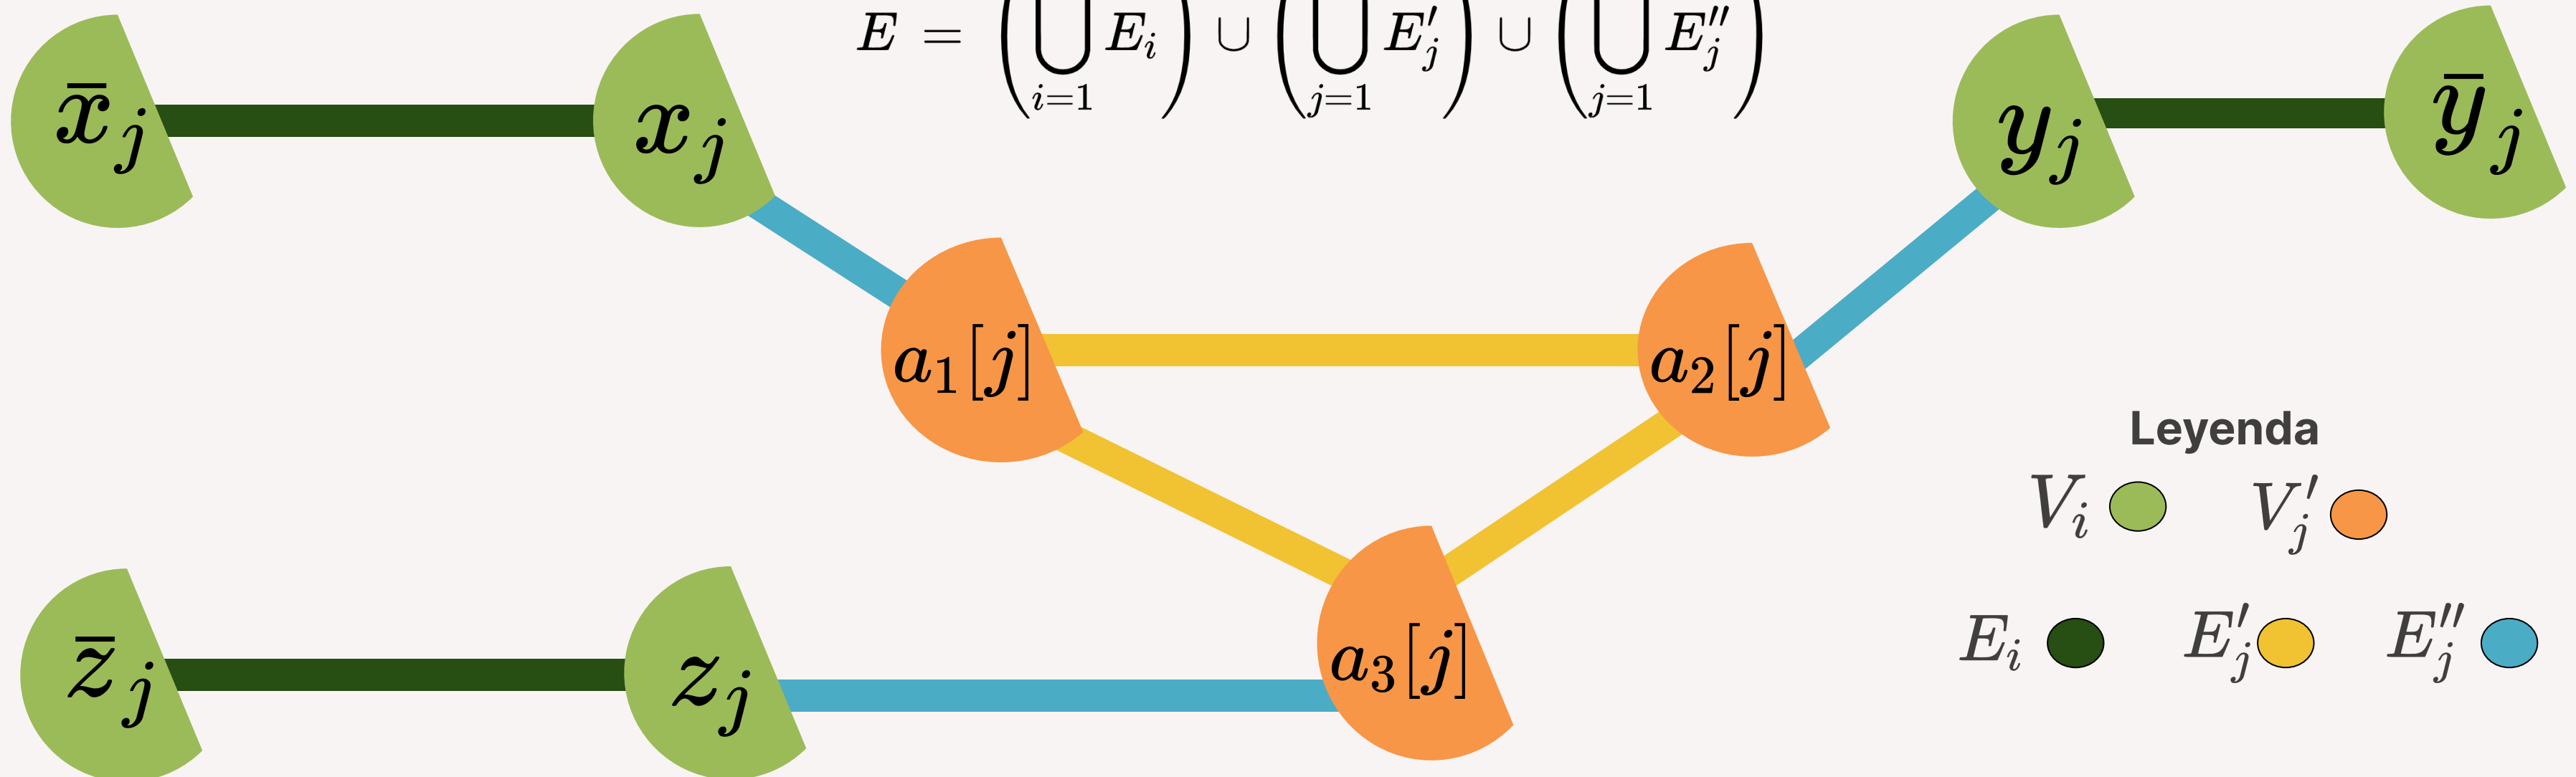 E = (⋃_{i=1} E_i) ∪ (⋃_{j=1} E'_j) ∪ (⋃_{j=1} E''_j)
x̄_j x_j y_j ȳ_j
a_1[j] a_2[j]
z̄_j z_j a_3[j]
Leyenda
V_i V'_j
E_i E'_j E''_j